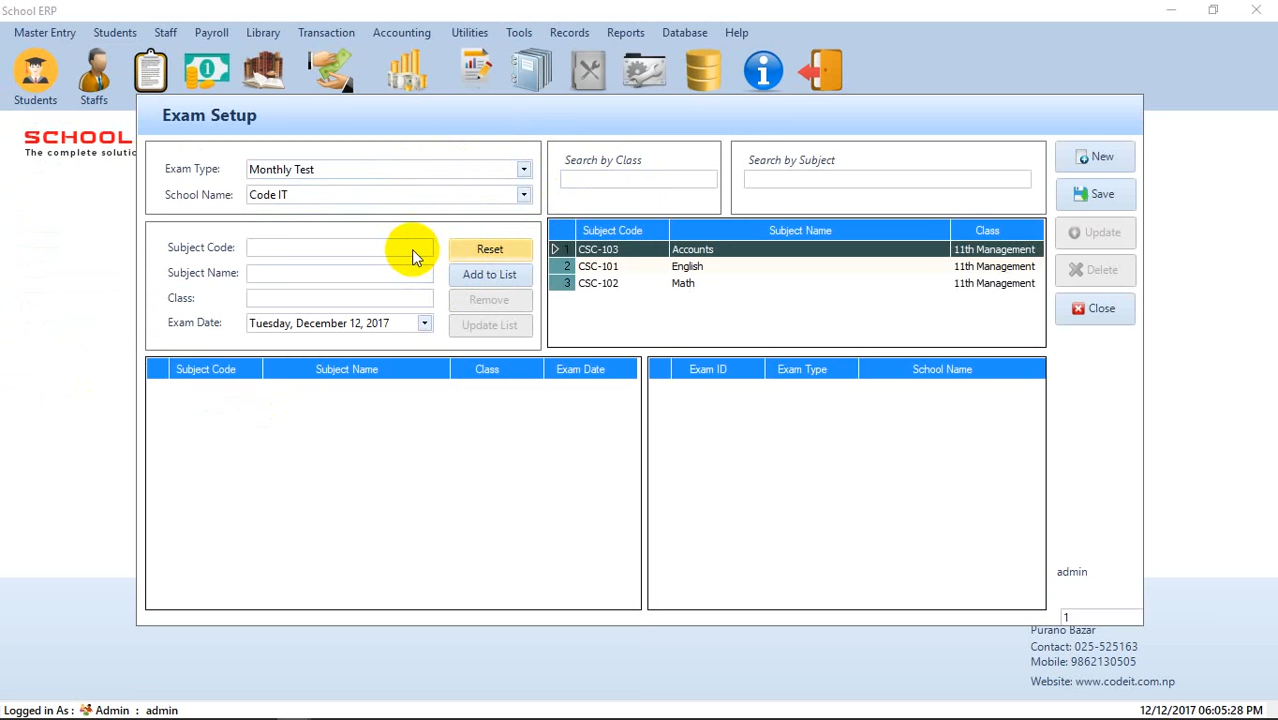 School ERP
Master Entry Students Staff Payroll Library Transaction Accounting Utilities Tools Records Reports Database Help
Students Staffs
SCHOOL
The complete soluti
Exam Setup
Exam Type: Monthly Test
School Name: Code IT
Search by Class
Search by Subject
New
Save
Update
Delete
Close
Subject Code:
Subject Name:
Class:
Exam Date: Tuesday, December 12, 2017
Reset
Add to List
Remove
Update List
Subject Code Subject Name Class
1 CSC-103 Accounts 11th Management
2 CSC-101 English 11th Management
3 CSC-102 Math 11th Management
Subject Code Subject Name Class Exam Date
Exam ID Exam Type School Name
admin
1
Purano Bazar
Contact: 025-525163
Mobile: 9862130505
Website: www.codeit.com.np
Logged in As : Admin : admin
12/12/2017 06:05:28 PM